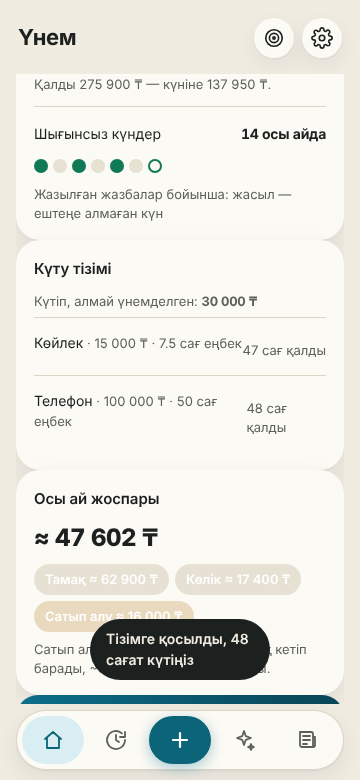 Үнем
Қалды 275 900 ₸ — күніне 137 950 ₸.
Шығынсыз күндер 14 осы айда
Жазылған жазбалар бойынша: жасыл —
ештеңе алмаған күн
Күту тізімі
Күтіп, алмай үнемделген: 30 000 ₸
Көйлек · 15 000 ₸ · 7.5 сағ еңбек 47 сағ қалды
Телефон · 100 000 ₸ · 50 сағ
еңбек
48 сағ
қалды
Осы ай жоспары
≈ 47 602 ₸
Тамақ ≈ 62 900 ₸ Көлік ≈ 17 400 ₸
Сатып алу ≈ 16 000 ₸
Тізімге қосылды, 48
сағат күтіңіз
Сатып кетіп
барады,